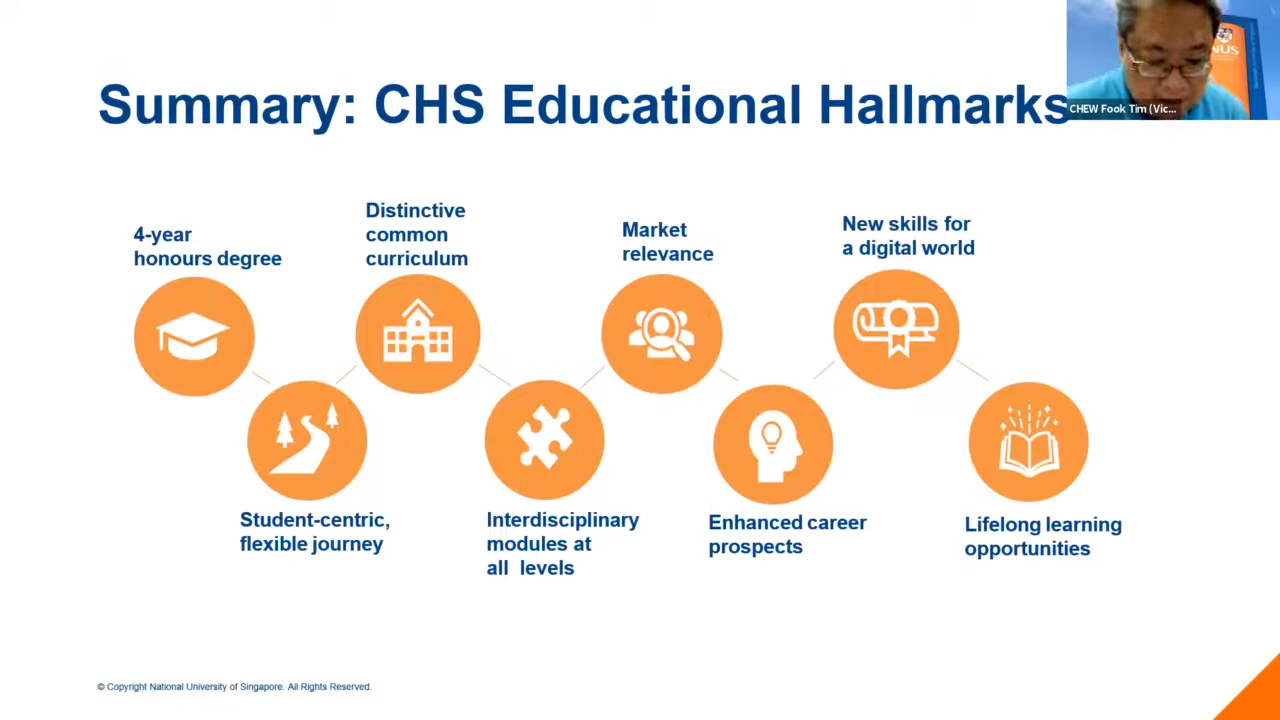 Summary: CHS Educational Hallmarks
NUS
CHEW Fook Tim (Vic...
4-year
honours degree
Distinctive
common
curriculum
Market
relevance
New skills for
a digital world
Student-centric,
flexible journey
Interdisciplinary
modules at
all levels
Enhanced career
prospects
Lifelong learning
opportunities
© Copyright National University of Singapore. All Rights Reserved.